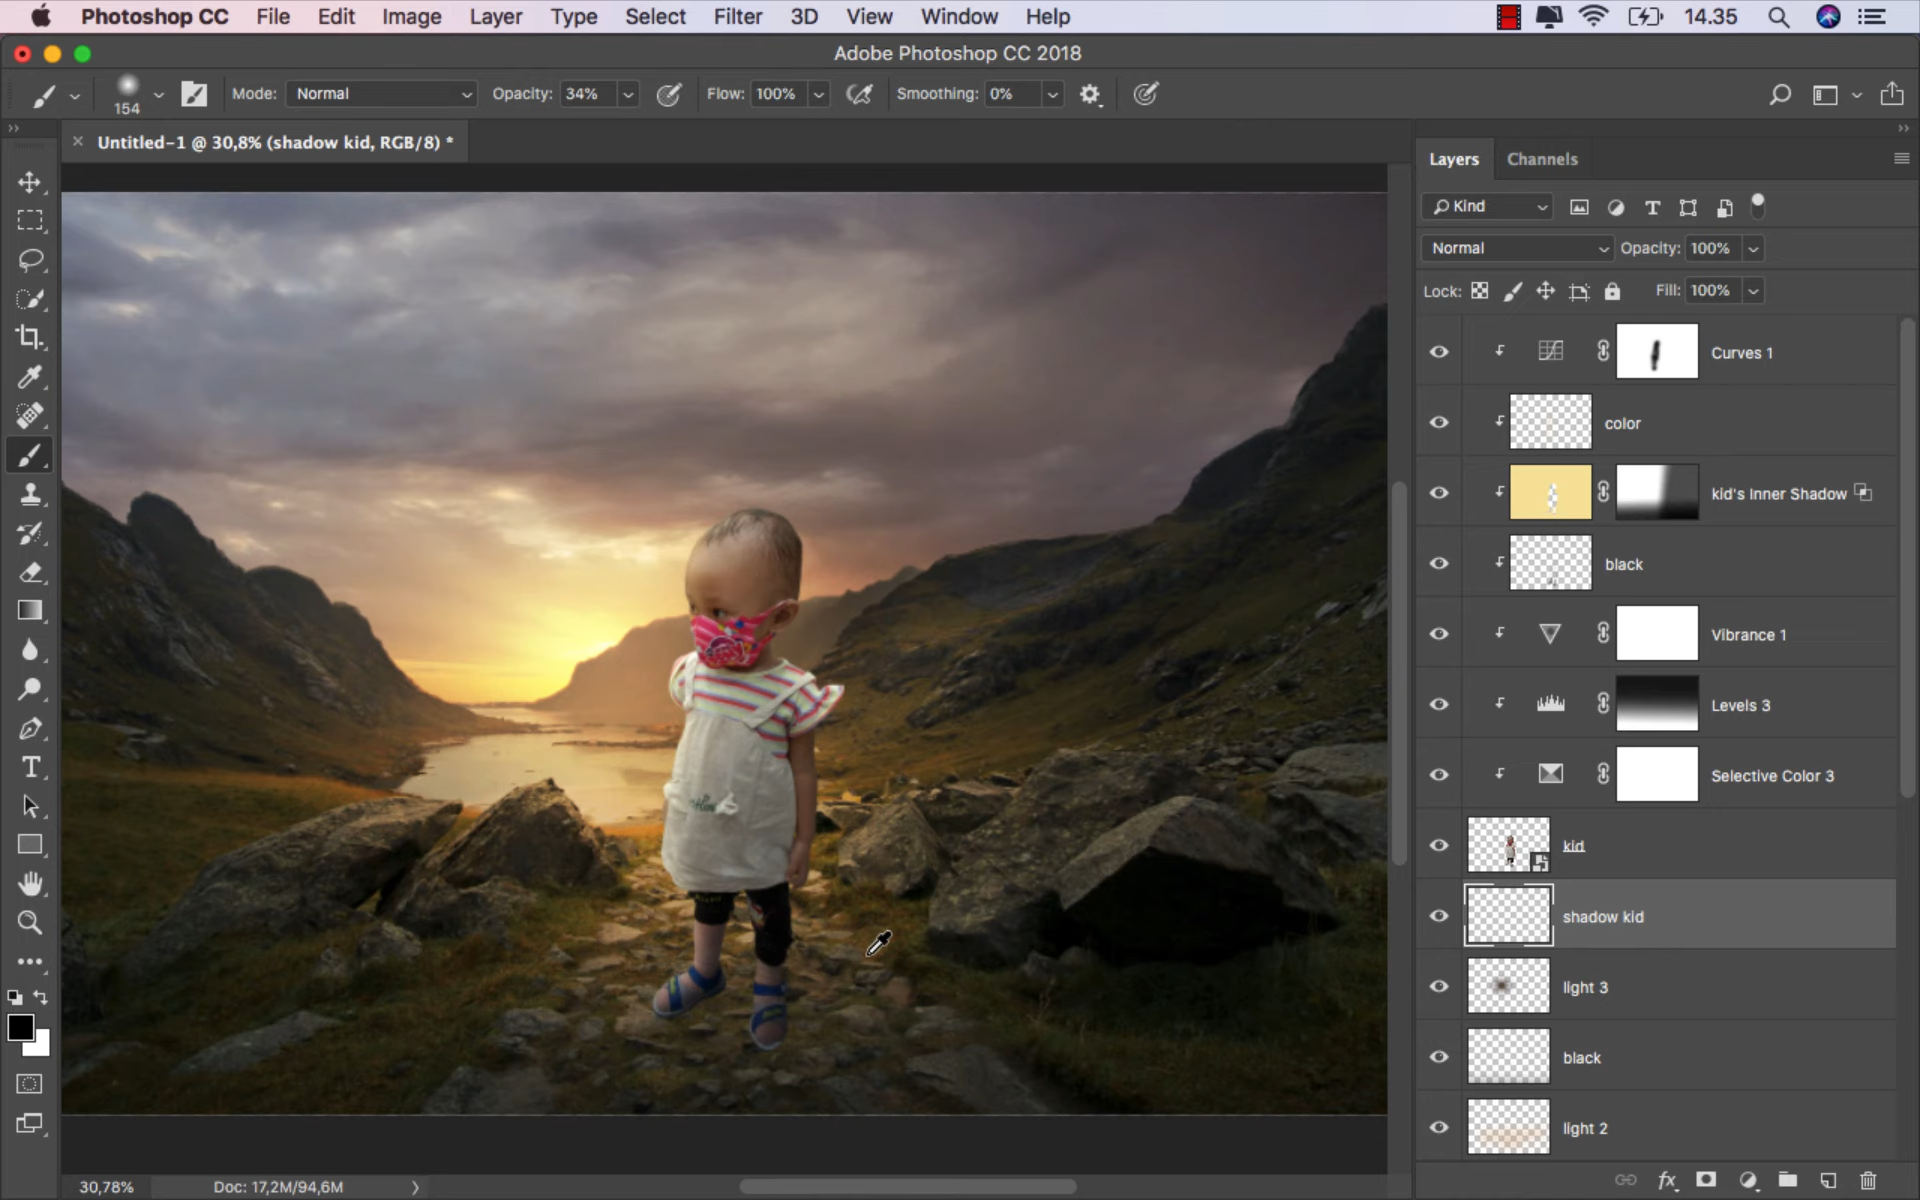 Photoshop CC File Edit Image Layer Type Select Filter 3D View Window Help 14.35
Adobe Photoshop CC 2018
154 Mode: Normal Opacity: 34% Flow: 100% Smoothing: 0%
Untitled-1 @ 30,8% (shadow kid, RGB/8) *
Layers Channels
Kind
Normal Opacity: 100%
Lock: Fill: 100%
Curves 1
color
kid's Inner Shadow
black
Vibrance 1
Levels 3
Selective Color 3
kid
shadow kid
light 3
black
light 2
30,78% Doc: 17,2M/94,6M